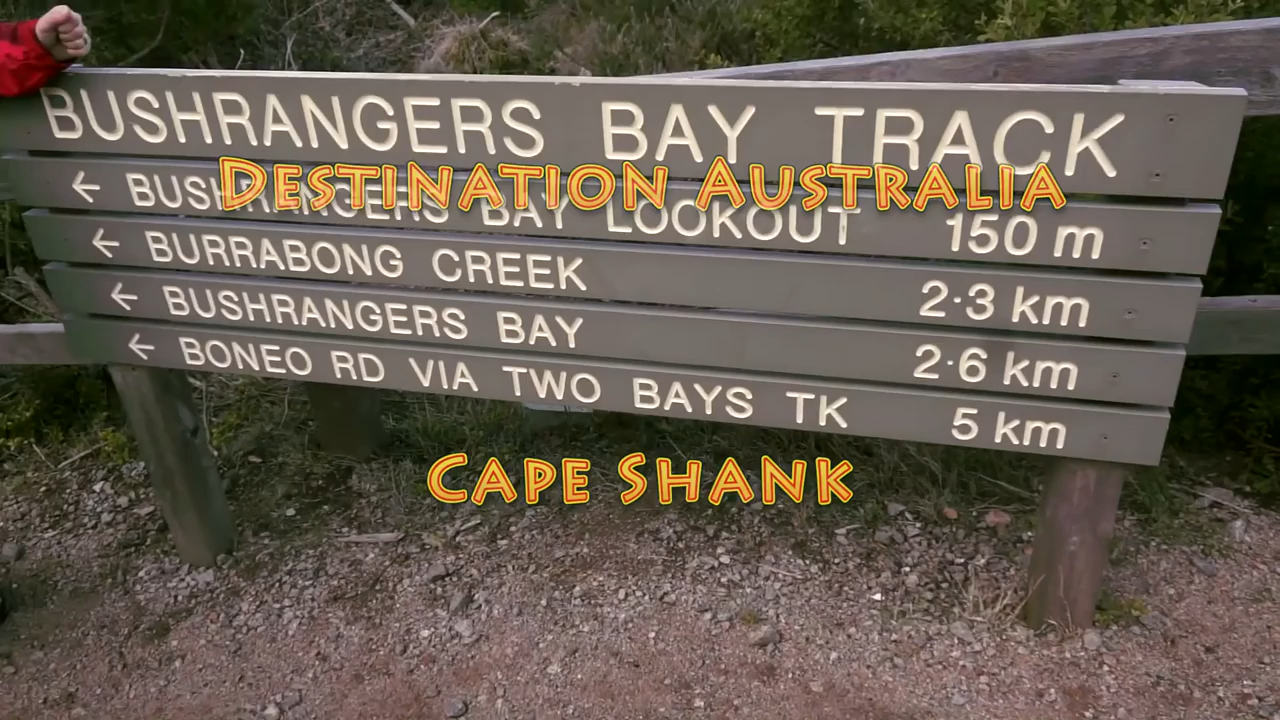 BUSHRANGERS BAY TRACK
Destination Australia
← BUSHRANGERS BAY LOOKOUT 150 m
← BURRABONG CREEK 2·3 km
← BUSHRANGERS BAY 2·6 km
← BONEO RD VIA TWO BAYS TK 5 km
Cape Shank